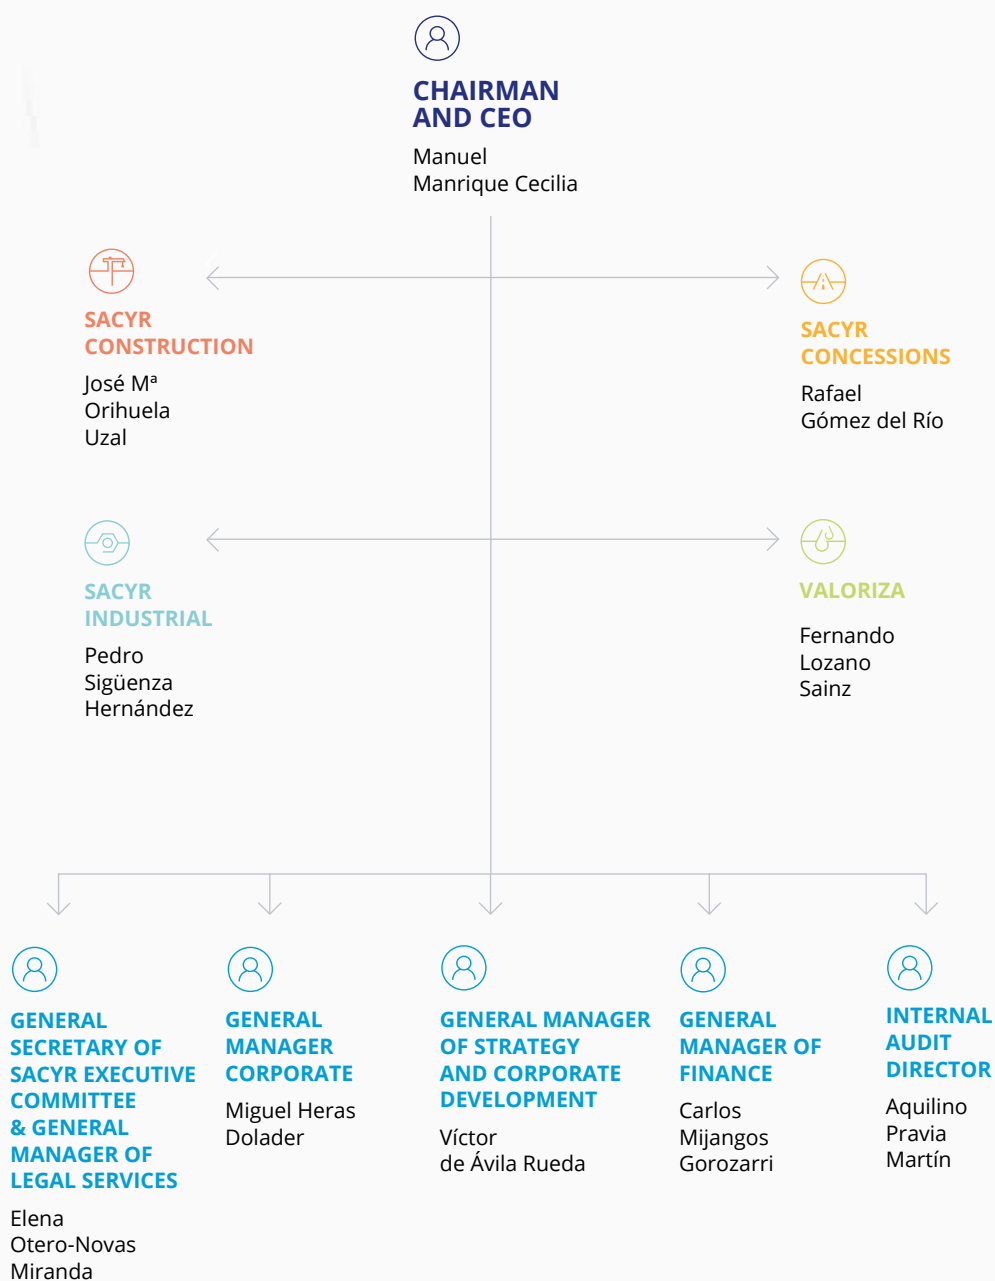 CHAIRMAN
AND CEO
Manuel
Manrique Cecilia
SACYR
CONSTRUCTION
José Mª
Orihuela
Uzal
SACYR
CONCESSIONS
Rafael
Gómez del Río
SACYR
INDUSTRIAL
Pedro
Sigüenza
Hernández
VALORIZA
Fernando
Lozano
Sainz
GENERAL
SECRETARY OF
SACYR EXECUTIVE
COMMITTEE
& GENERAL
MANAGER OF
LEGAL SERVICES
Elena
Otero-Novas
Miranda
GENERAL
MANAGER
CORPORATE
Miguel Heras
Dolader
GENERAL MANAGER
OF STRATEGY
AND CORPORATE
DEVELOPMENT
Víctor
de Ávila Rueda
GENERAL
MANAGER OF
FINANCE
Carlos
Mijangos
Gorozarri
INTERNAL
AUDIT
DIRECTOR
Aquilino
Pravia
Martín